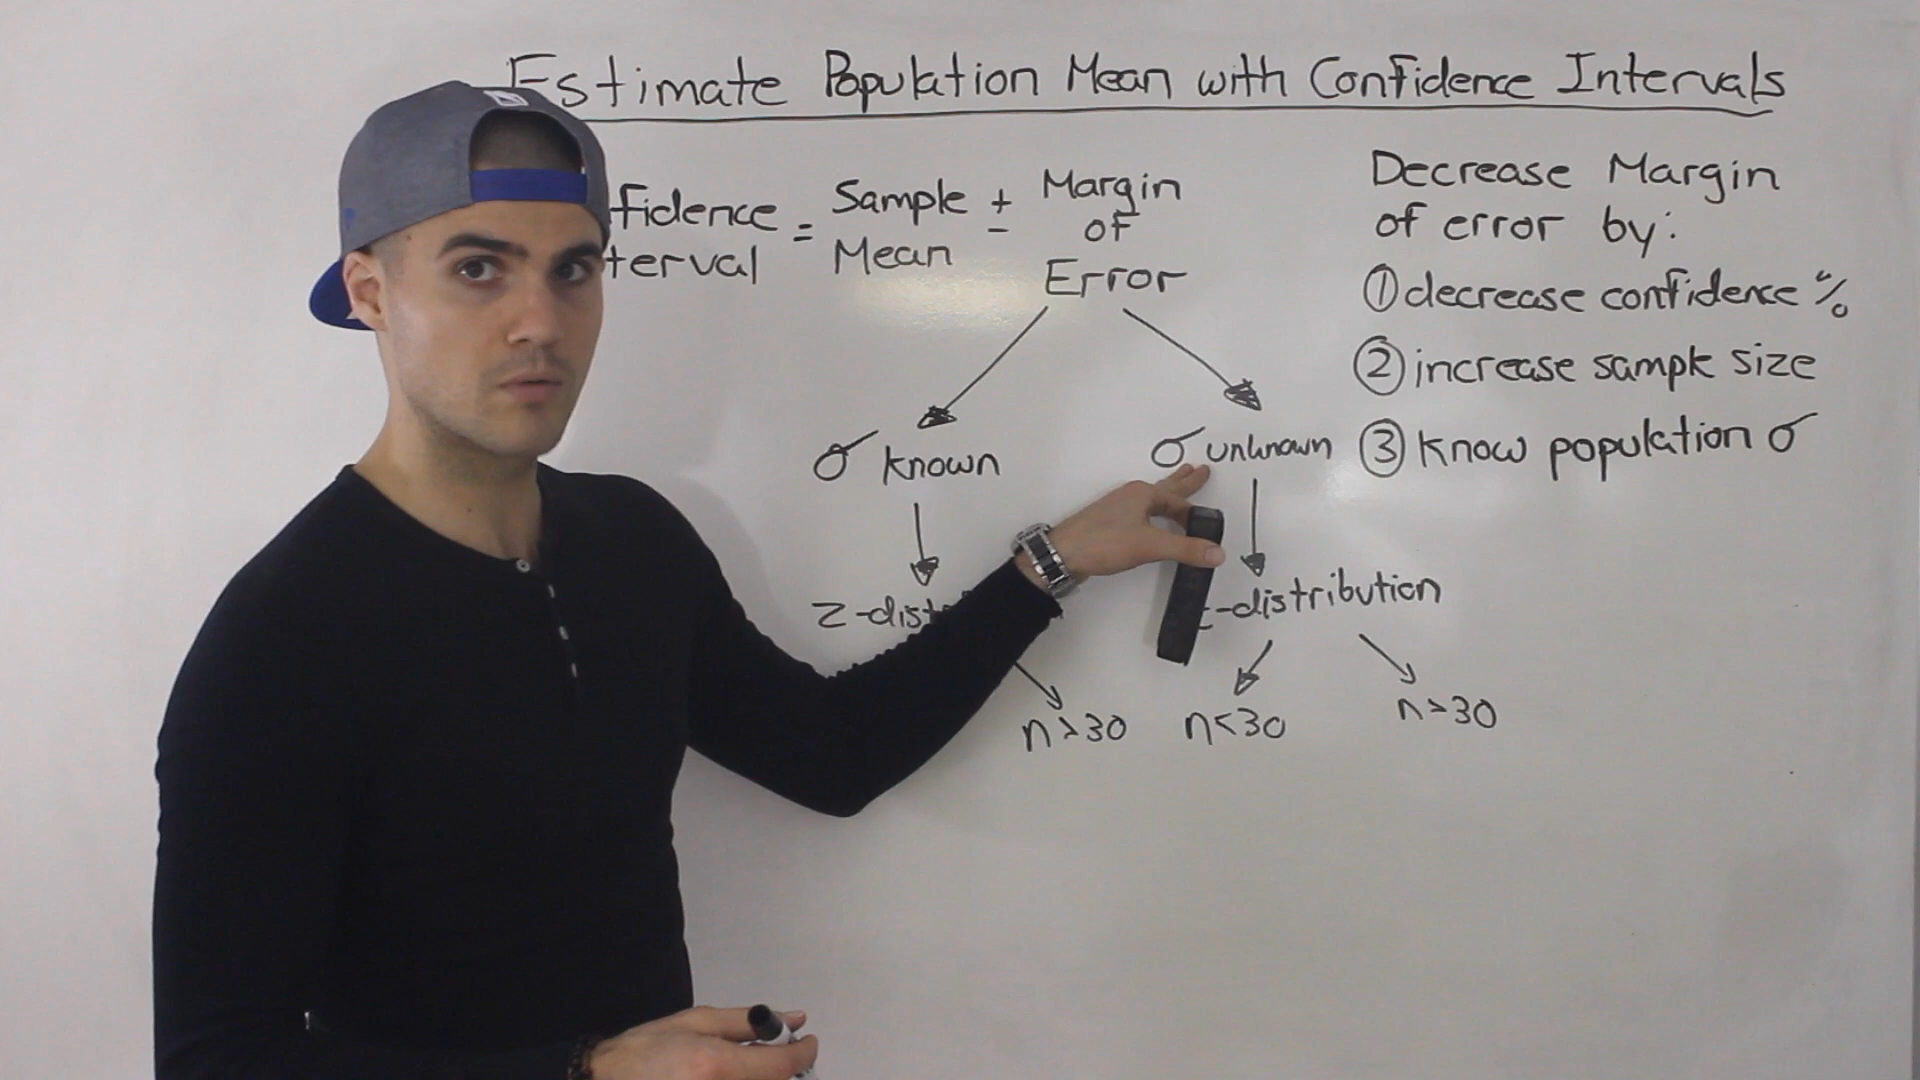 Estimate Population Mean with Confidence Intervals
fidence = Sample ± Margin
terval Mean of
Error
σ known
σ unknown
z-dist
t-distribution
n>30
n<30
n>30
Decrease Margin
of error by:
① decrease confidence %
② increase sample size
③ know population σ